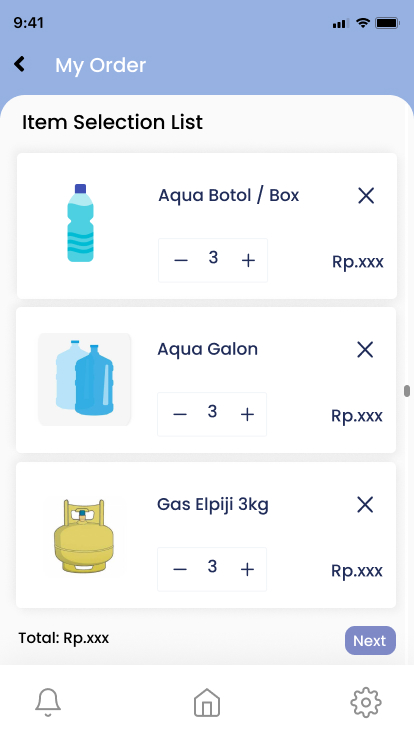 9:41
My Order
Item Selection List
Aqua Botol / Box
3
Rp.xxx
Aqua Galon
3
Rp.xxx
Gas Elpiji 3kg
3
Rp.xxx
Total: Rp.xxx
Next